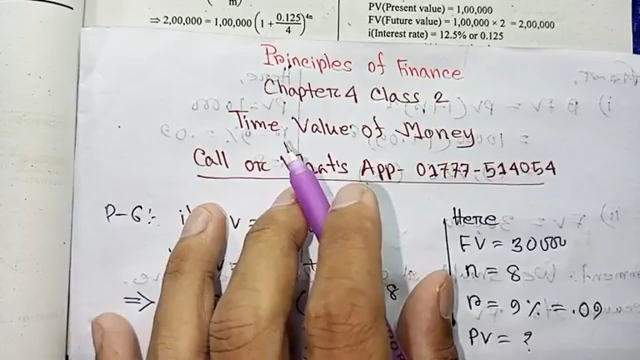 ⇒ 2,00,000 = 1,00,000 (1 + 0.125/4)^4n
PV(Present value) = 1,00,000
FV(Future value) = 1,00,000 × 2 = 2,00,000
i(Interest rate) = 12.5% or 0.125
Principles of Finance
Chapter 4 Class 2
Time Value of Money
Call or What's App- 01777-514054
P-6:
Here
FV = 30000
n = 8
r = 9% = .09
PV = ?
⇒